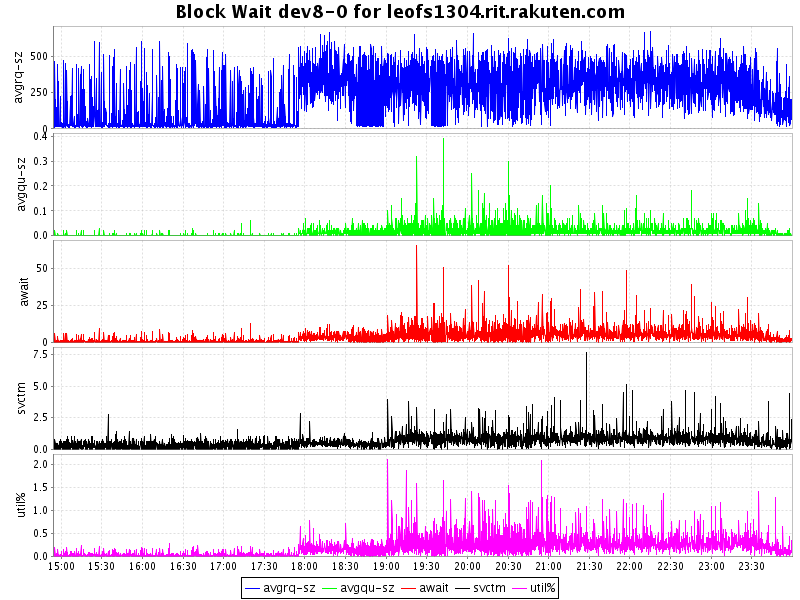 Block Wait dev8-0 for leofs1304.rit.rakuten.com
avgrq-sz
500
250
0
avgqu-sz
0.4
0.3
0.2
0.1
0.0
await
50
25
0
svctm
7.5
5.0
2.5
0.0
util%
2.0
1.5
1.0
0.5
0.0
15:00 15:30 16:00 16:30 17:00 17:30 18:00 18:30 19:00 19:30 20:00 20:30 21:00 21:30 22:00 22:30 23:00 23:30
avgrq-sz avgqu-sz await svctm util%